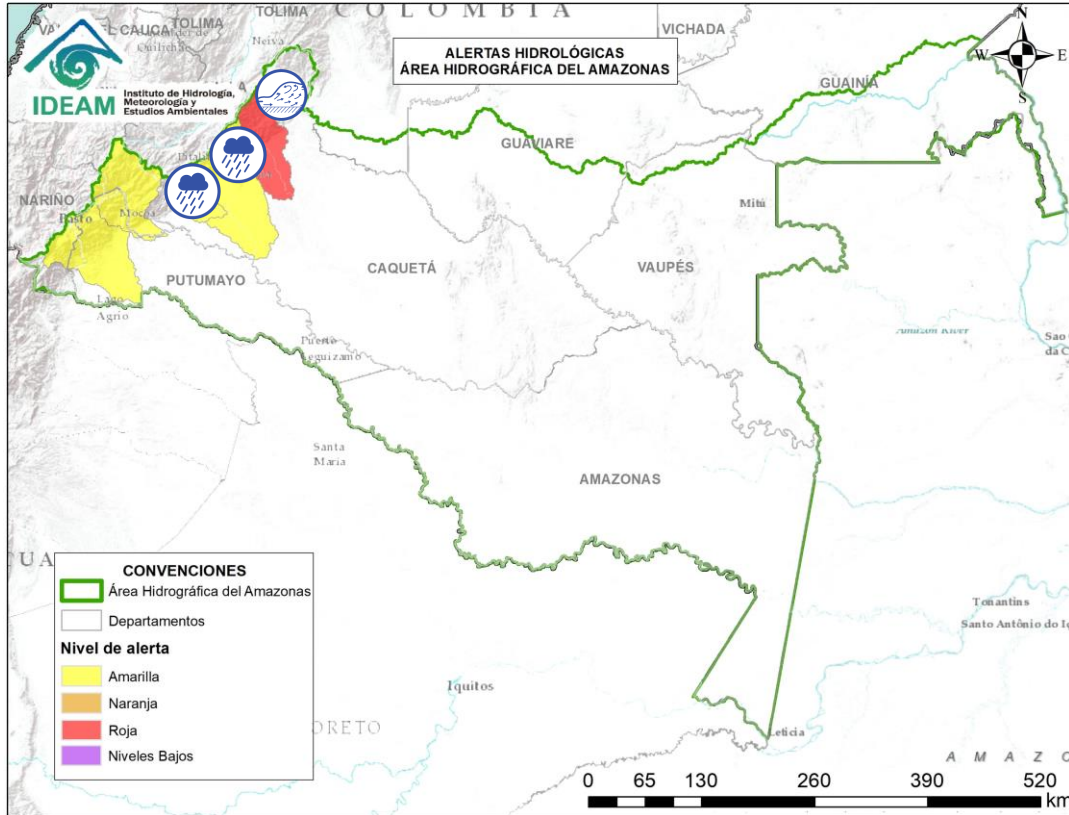 COLOMBIA
TOLIMA
TOLIMA
Neiva
VICHADA
ALERTAS HIDROLÓGICAS
ÁREA HIDROGRÁFICA DEL AMAZONAS
N
W
E
S
IDEAM
Instituto de Hidrología,
Meteorología y
Estudios Ambientales
GUAINÍA
GUAVIARE
NARIÑO
Pasto
Mocoa
Mitú
CAQUETÁ
VAUPÉS
PUTUMAYO
Lago
Agrio
Amazon River
Puerto
Leguizamo
Santa
Maria
AMAZONAS
CONVENCIONES
Área Hidrográfica del Amazonas
Departamentos
Nivel de alerta
Amarilla
Naranja
Roja
Niveles Bajos
Tonantins
Santo Antônio do
Iquitos
ORETO
Leticia
AMAZO
0 65 130 260 390 520
km